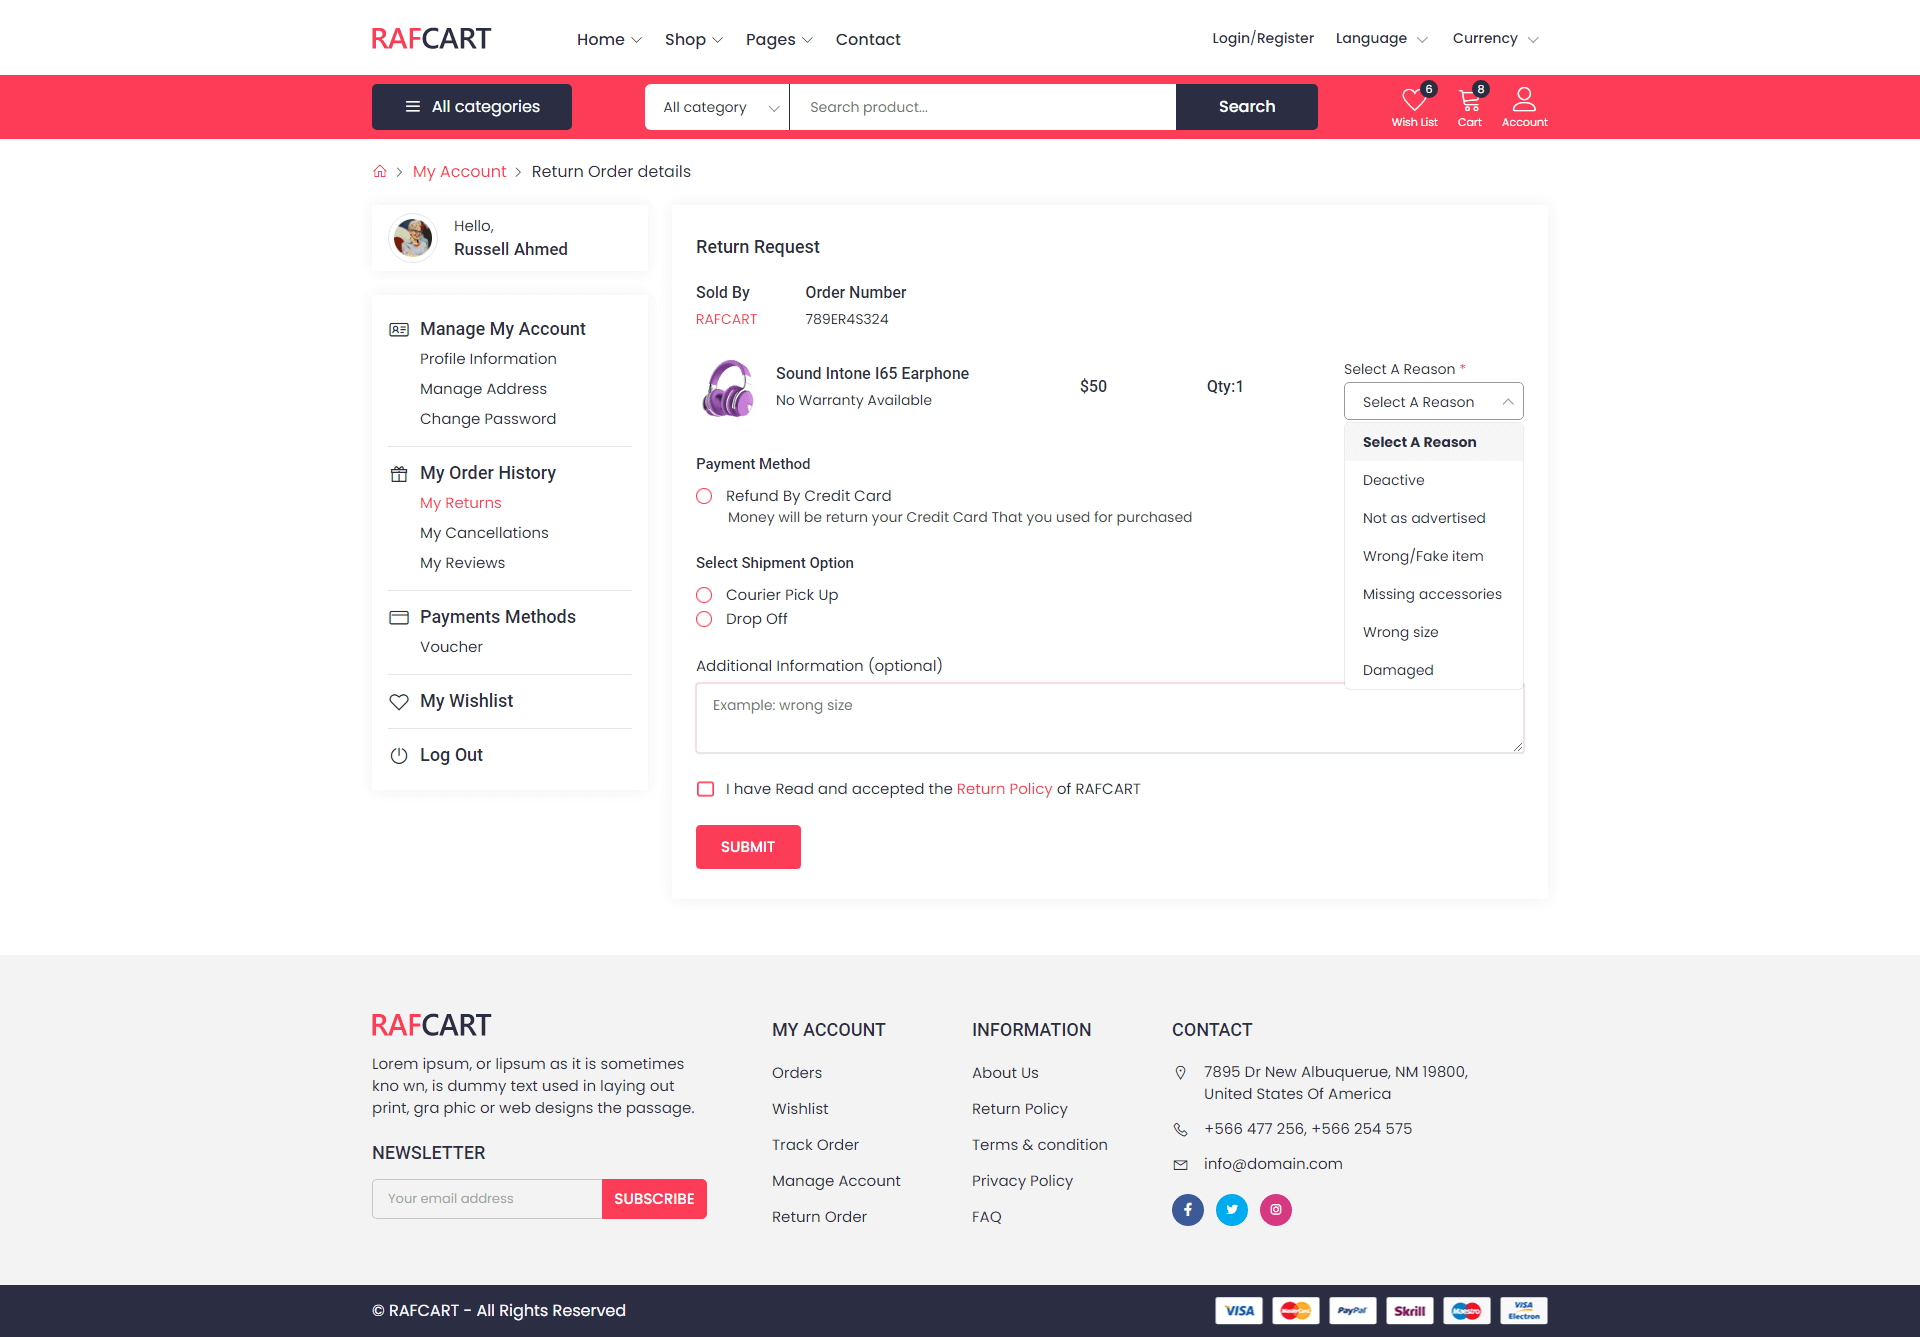 RAFCART
Home
Shop
Pages
Contact
Login/Register
Language
Currency
All categories
All category
Search product...
Search
6
Wish List
8
Cart
Account
My Account
Return Order details
Hello,
Russell Ahmed
Manage My Account
Profile Information
Manage Address
Change Password
My Order History
My Returns
My Cancellations
My Reviews
Payments Methods
Voucher
My Wishlist
Log Out
Return Request
Sold By
RAFCART
Order Number
789ER4S324
Sound Intone I65 Earphone
No Warranty Available
$50
Qty:1
Select A Reason *
Select A Reason
Select A Reason
Deactive
Not as advertised
Wrong/Fake item
Missing accessories
Wrong size
Damaged
Payment Method
Refund By Credit Card
Money will be return your Credit Card That you used for purchased
Select Shipment Option
Courier Pick Up
Drop Off
Additional Information (optional)
Example: wrong size
I have Read and accepted the Return Policy of RAFCART
SUBMIT
RAFCART
Lorem ipsum, or lipsum as it is sometimes
kno wn, is dummy text used in laying out
print, gra phic or web designs the passage.
NEWSLETTER
Your email address
SUBSCRIBE
MY ACCOUNT
Orders
Wishlist
Track Order
Manage Account
Return Order
INFORMATION
About Us
Return Policy
Terms & condition
Privacy Policy
FAQ
CONTACT
7895 Dr New Albuquerue, NM 19800,
United States Of America
+566 477 256, +566 254 575
info@domain.com
© RAFCART - All Rights Reserved
VISA
MasterCard
PayPal
Skrill
Maestro
VISA
Electron